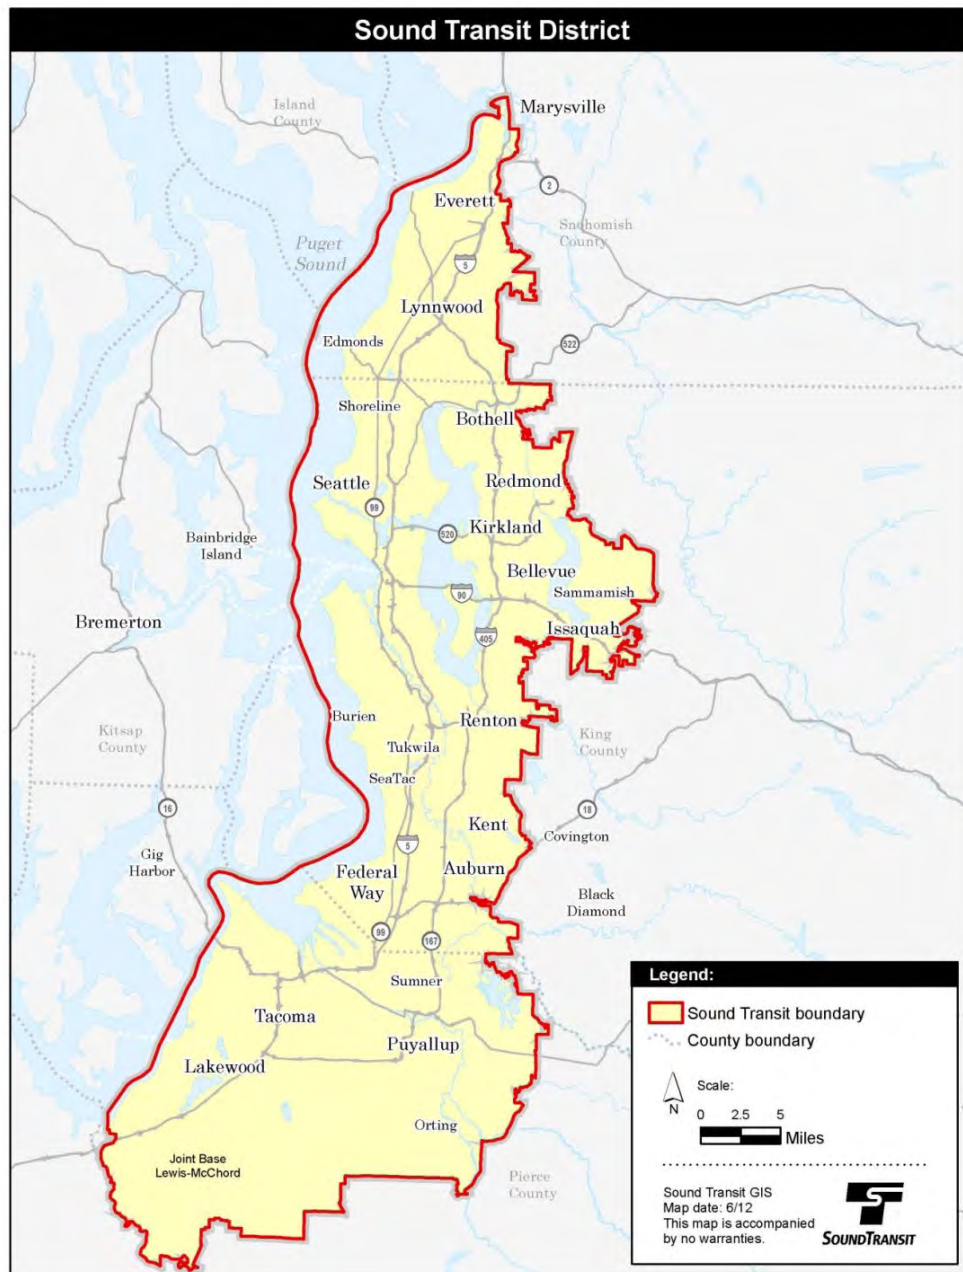 Sound Transit District
Island
County
Marysville
2
Everett
Snohomish
County
Puget
Sound
5
Lynnwood
522
Edmonds
Shoreline
Bothell
Seattle
Redmond
99
Kirkland
520
Bainbridge
Island
Bellevue
90
Sammamish
Bremerton
Issaquah
405
Burien
Renton
Kitsap
County
King
County
Tukwila
SeaTac
16
18
Kent
Covington
5
Gig
Harbor
Federal
Way
Auburn
Black
Diamond
99
167
Sumner
Tacoma
Puyallup
Lakewood
Orting
Joint Base
Lewis-McChord
Pierce
County
Legend:
Sound Transit boundary
County boundary
N
Scale:
0 2.5 5
Miles
Sound Transit GIS
Map date: 6/12
This map is accompanied
by no warranties.
SOUNDTRANSIT